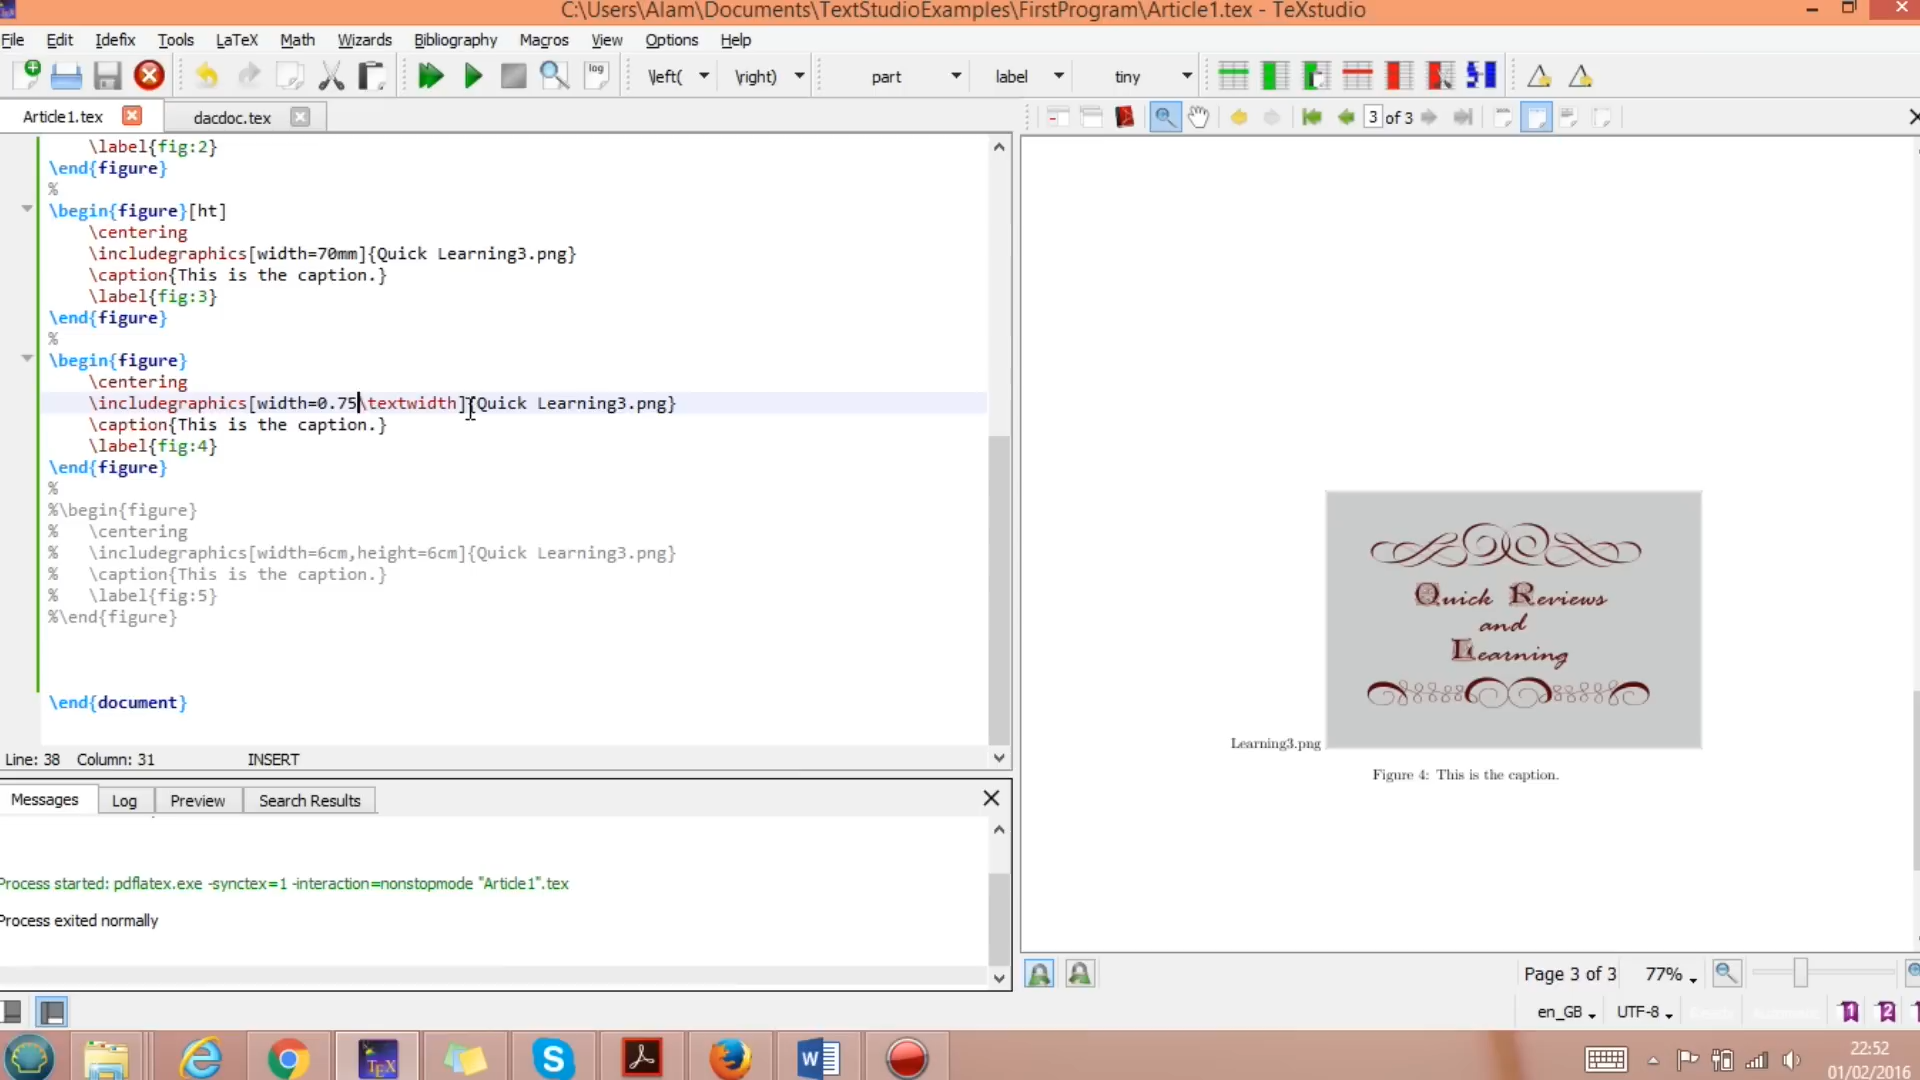 C:\Users\Alam\Documents\TextStudioExamples\FirstProgram\Article1.tex - TeXstudio
File Edit Idefix Tools LaTeX Math Wizards Bibliography Macros View Options Help
log \left( \right) part label tiny
Article1.tex dacdoc.tex 3 of 3
\label{fig:2}
\end{figure}
%
\begin{figure}[ht]
\centering
\includegraphics[width=70mm]{Quick Learning3.png}
\caption{This is the caption.}
\label{fig:3}
\end{figure}
%
\begin{figure}
\centering
\includegraphics[width=0.75\textwidth]{Quick Learning3.png}
\caption{This is the caption.}
\label{fig:4}
\end{figure}
%
%\begin{figure}
% \centering
% \includegraphics[width=6cm,height=6cm]{Quick Learning3.png}
% \caption{This is the caption.}
% \label{fig:5}
%\end{figure}
\end{document}
Line: 38 Column: 31 INSERT
Messages Log Preview Search Results
Process started: pdflatex.exe -synctex=1 -interaction=nonstopmode "Article1".tex
Process exited normally
Quick Reviews
and
Learning
Learning3.png
Figure 4: This is the caption.
Page 3 of 3 77%
en_GB UTF-8 1 2
TEX
22:52
01/02/2016